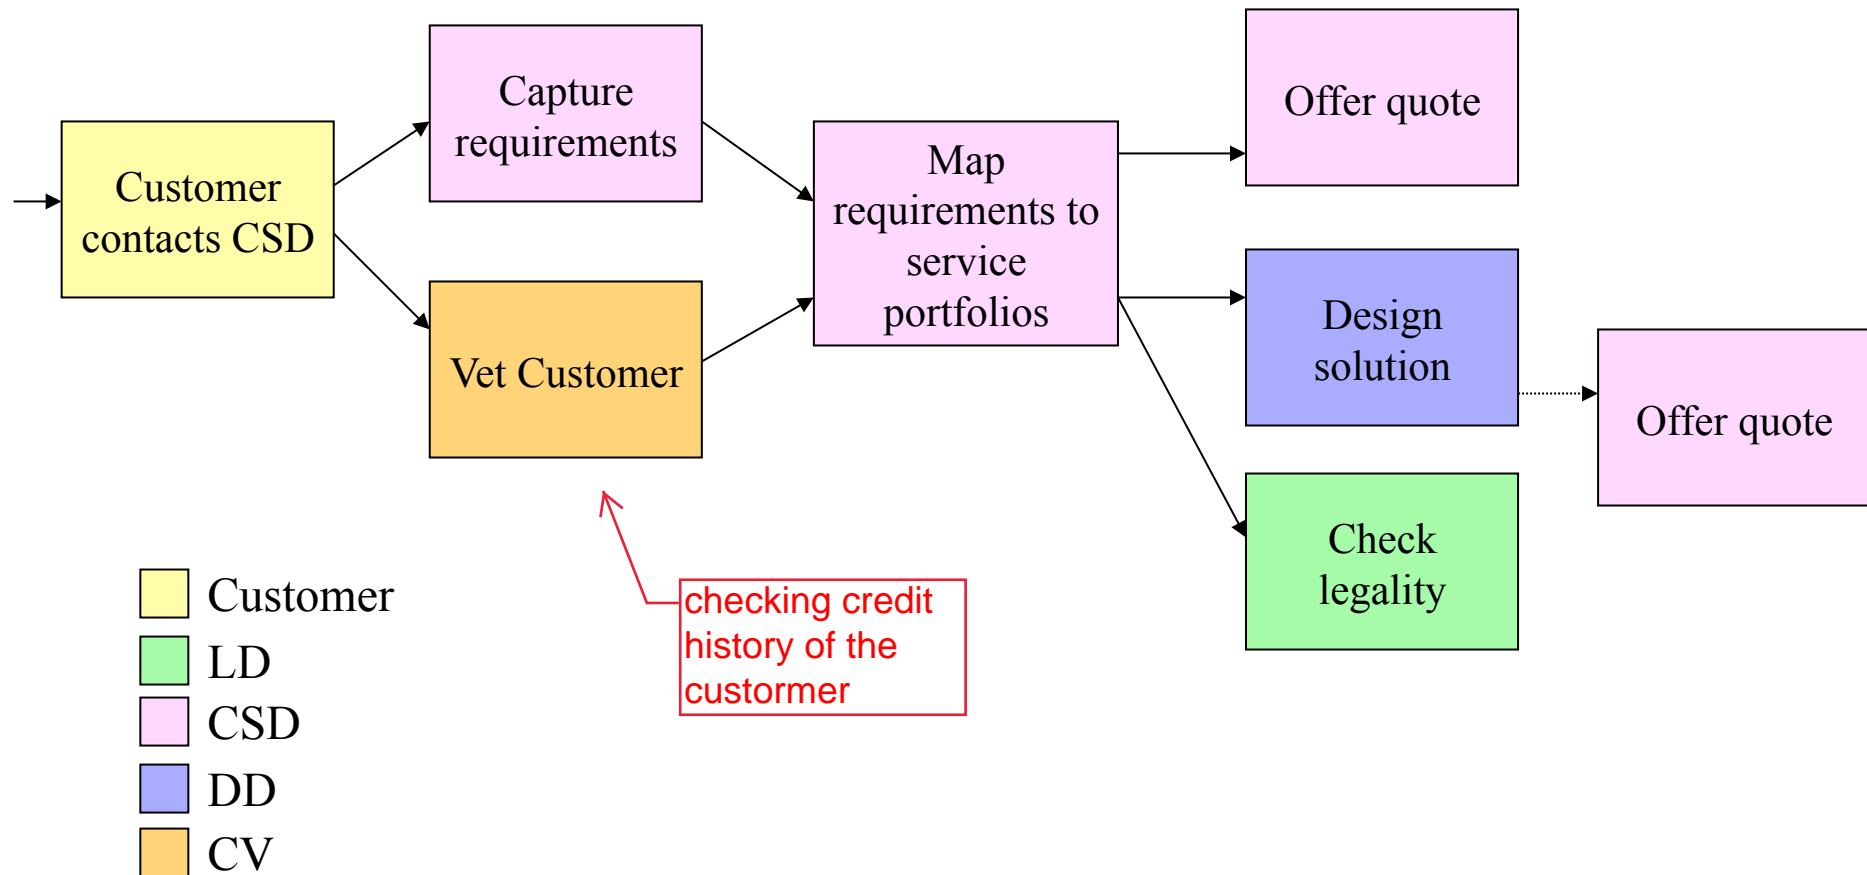 Customer
contacts CSD
Capture
requirements
Vet Customer
Map
requirements to
service
portfolios
Offer quote
Design
solution
Check
legality
Offer quote
checking credit
history of the
custormer
Customer
LD
CSD
DD
CV